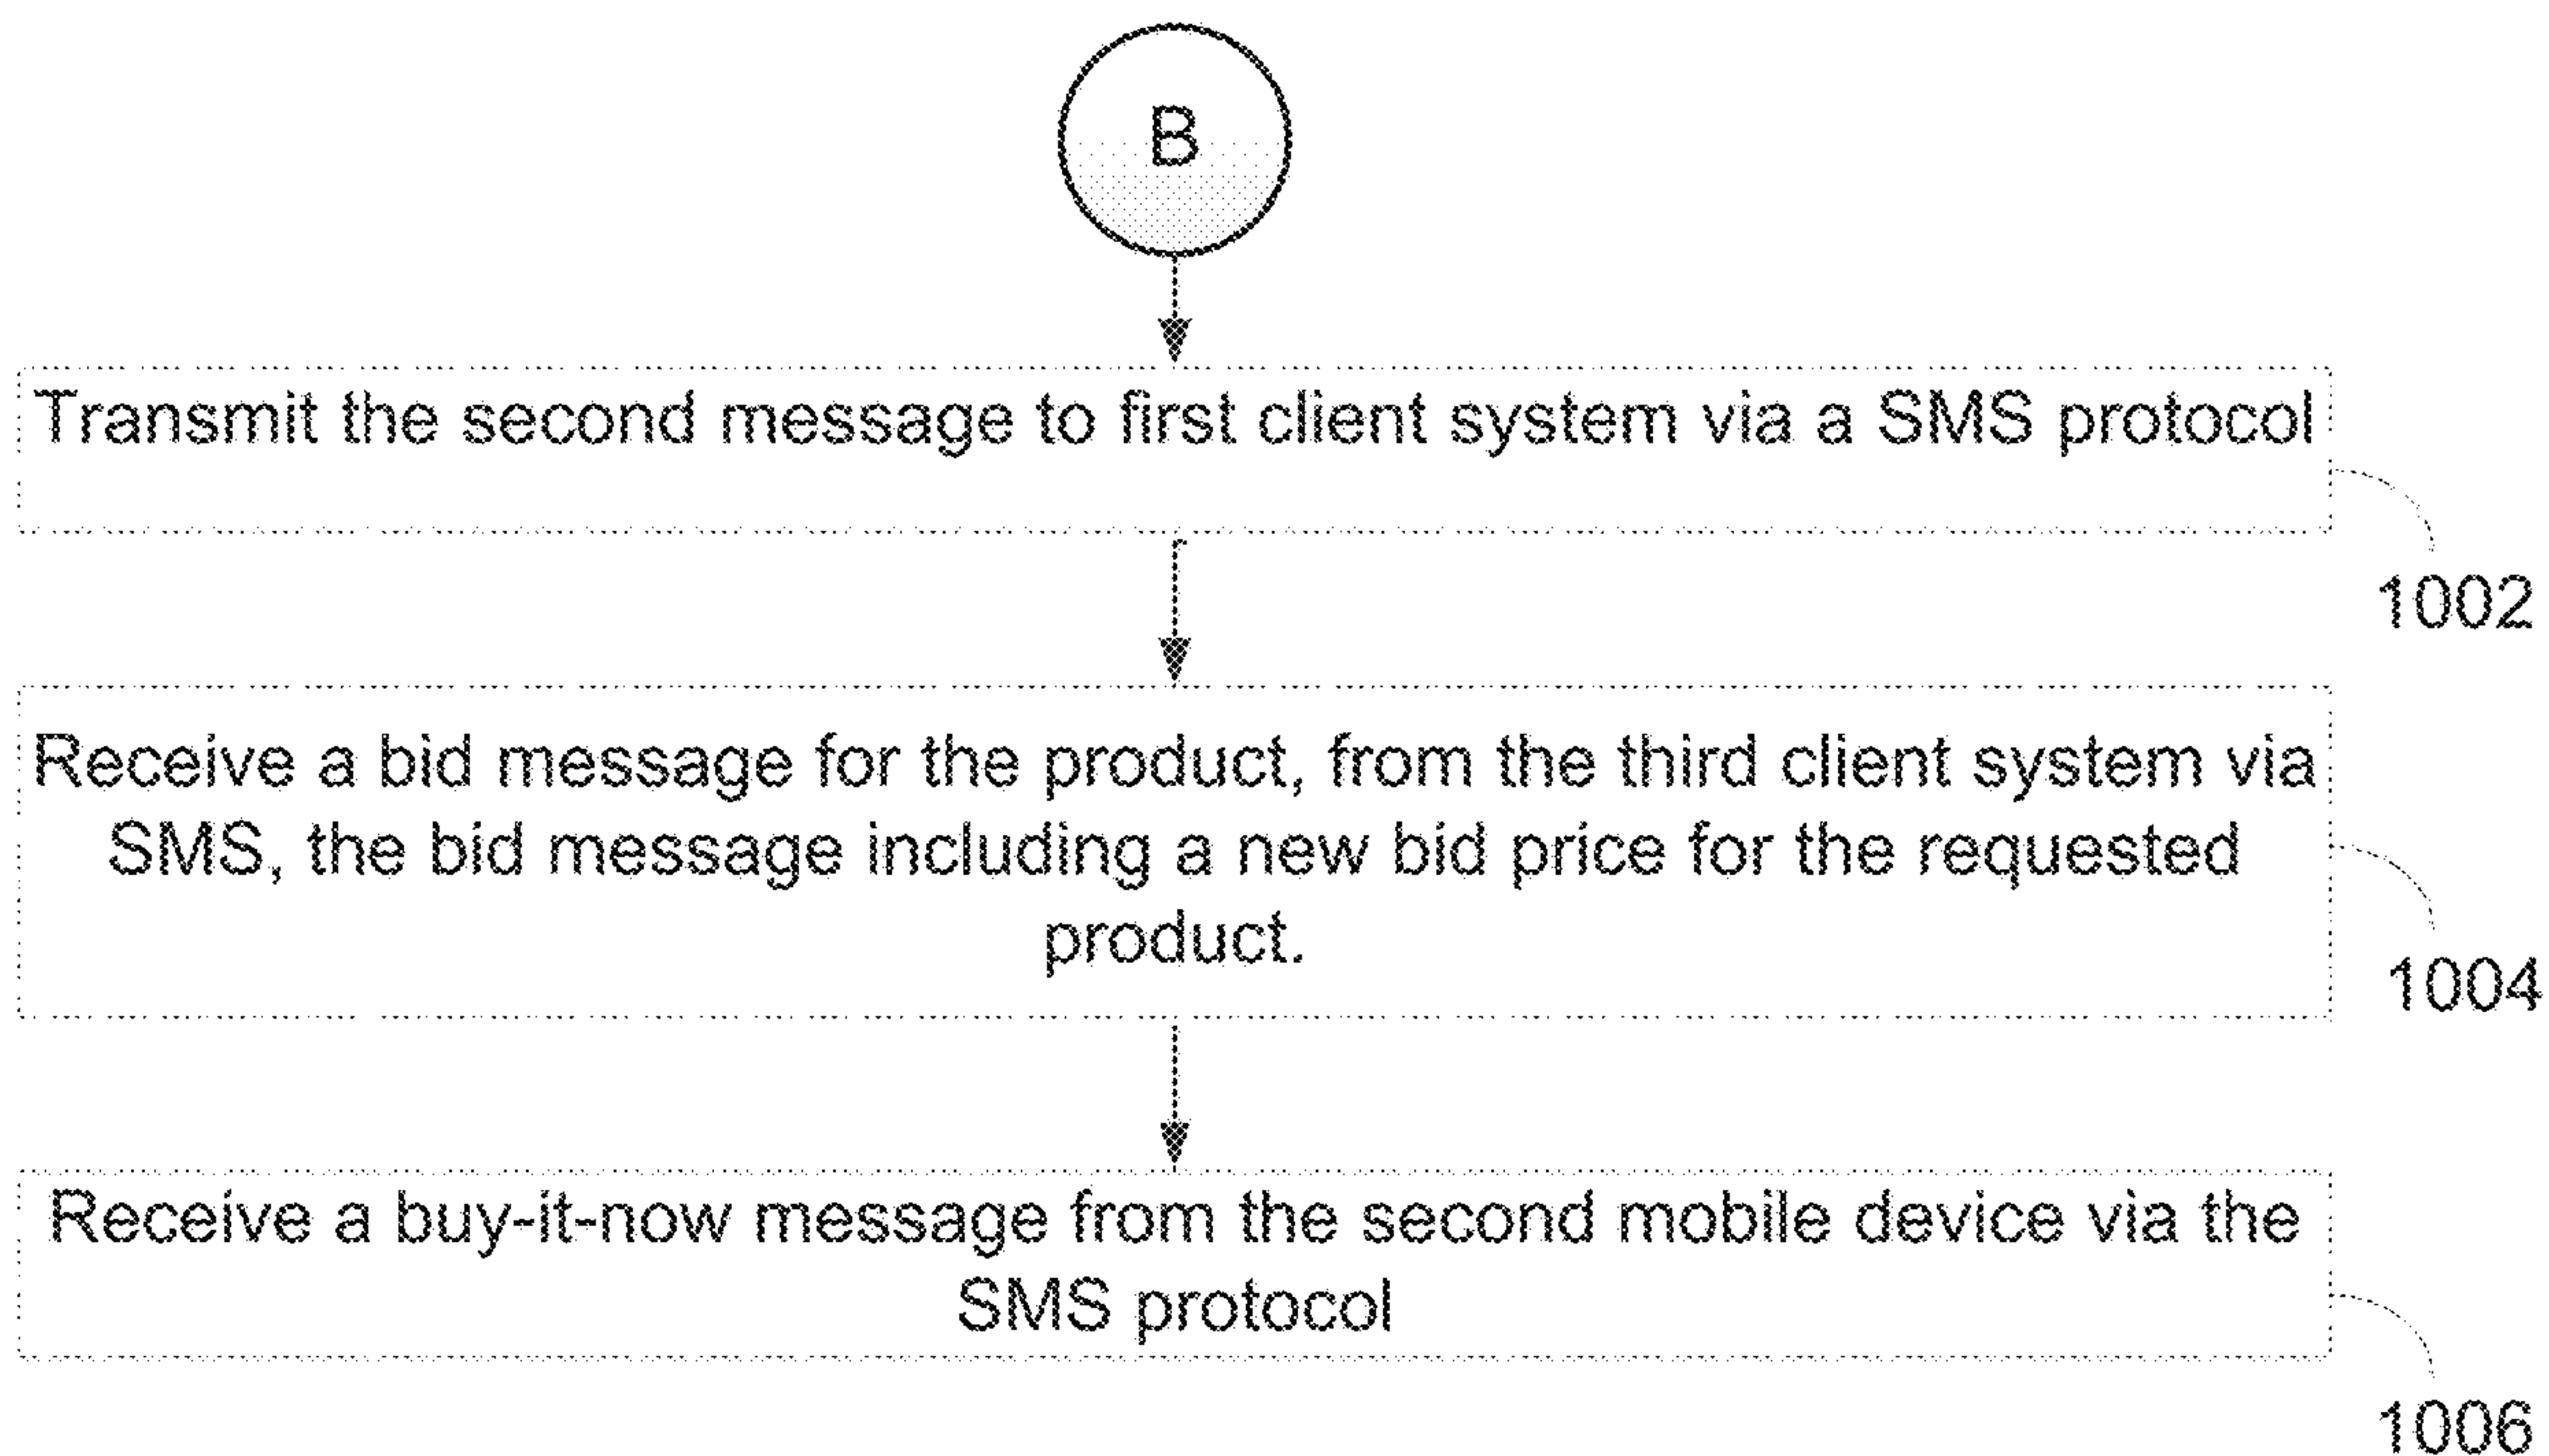 B
Transmit the second message to first client system via a SMS protocol
1002
Receive a bid message for the product, from the third client system via
SMS, the bid message including a new bid price for the requested
product.
1004
Receive a buy-it-now message from the second mobile device via the
SMS protocol
1006